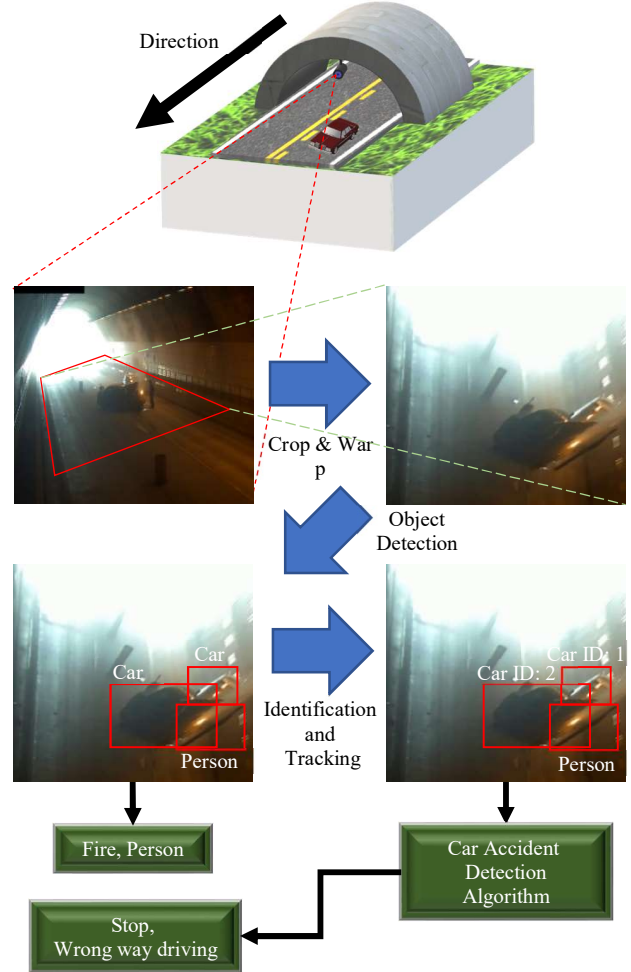 Direction
Crop & War
p
Object
Detection
Car
Car
Person
Identification
and
Tracking
Car ID: 1
Car ID: 2
Person
Fire, Person
Car Accident
Detection
Algorithm
Stop,
Wrong way driving